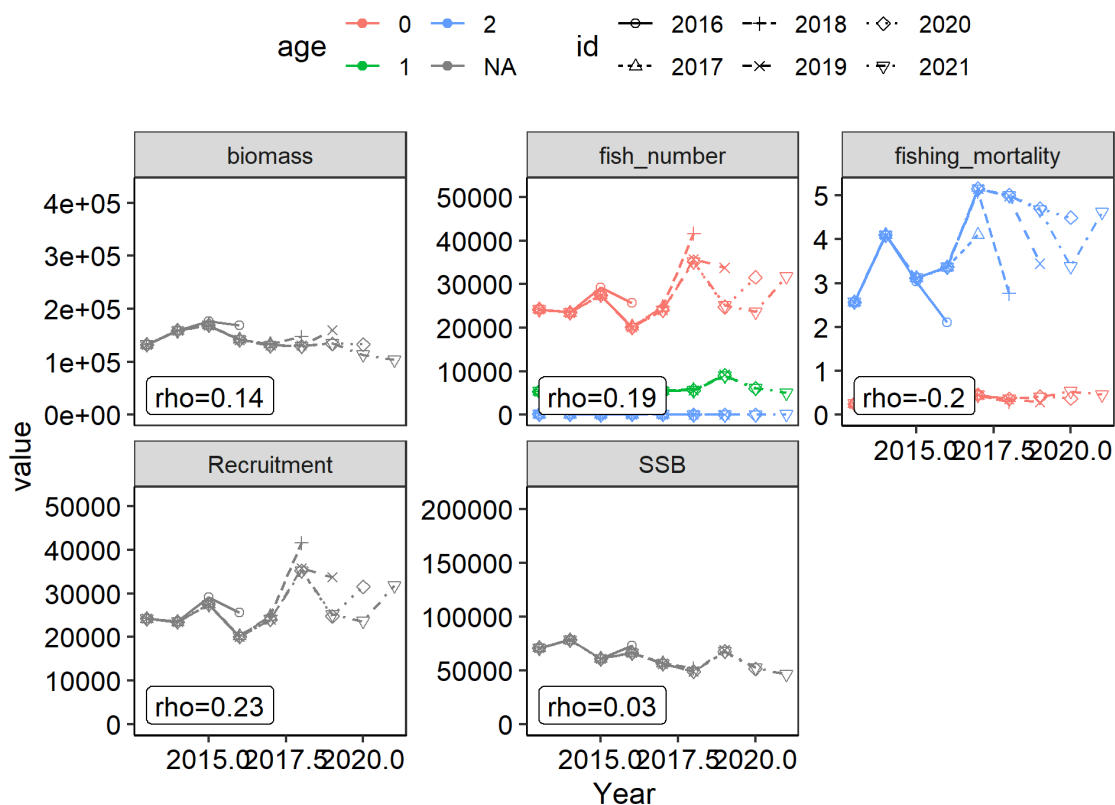 age 0 2 id 2016 2018 2020
1 NA 2017 2019 2021
biomass fish_number fishing_mortality
4e+05
3e+05
2e+05
1e+05
0e+00
rho=0.14
50000
40000
30000
20000
10000
0
rho=0.19
5
4
3
2
1
0
rho=-0.2
2015.0 2017.5 2020.0
value
Recruitment SSB
50000
40000
30000
20000
10000
0
rho=0.23
2015.0 2017.5 2020.0
200000
150000
100000
50000
0
rho=0.03
2015.0 2017.5 2020.0
Year